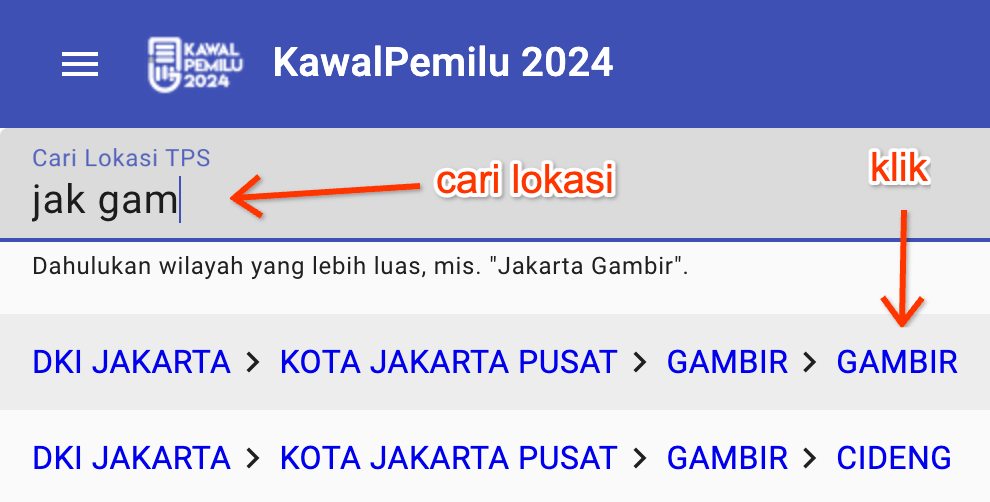 KAWAL
PEMILU
2024
KawalPemilu 2024
Cari Lokasi TPS
jak gam
cari lokasi
klik
Dahulukan wilayah yang lebih luas, mis. "Jakarta Gambir".
DKI JAKARTA > KOTA JAKARTA PUSAT > GAMBIR > GAMBIR
DKI JAKARTA > KOTA JAKARTA PUSAT > GAMBIR > CIDENG